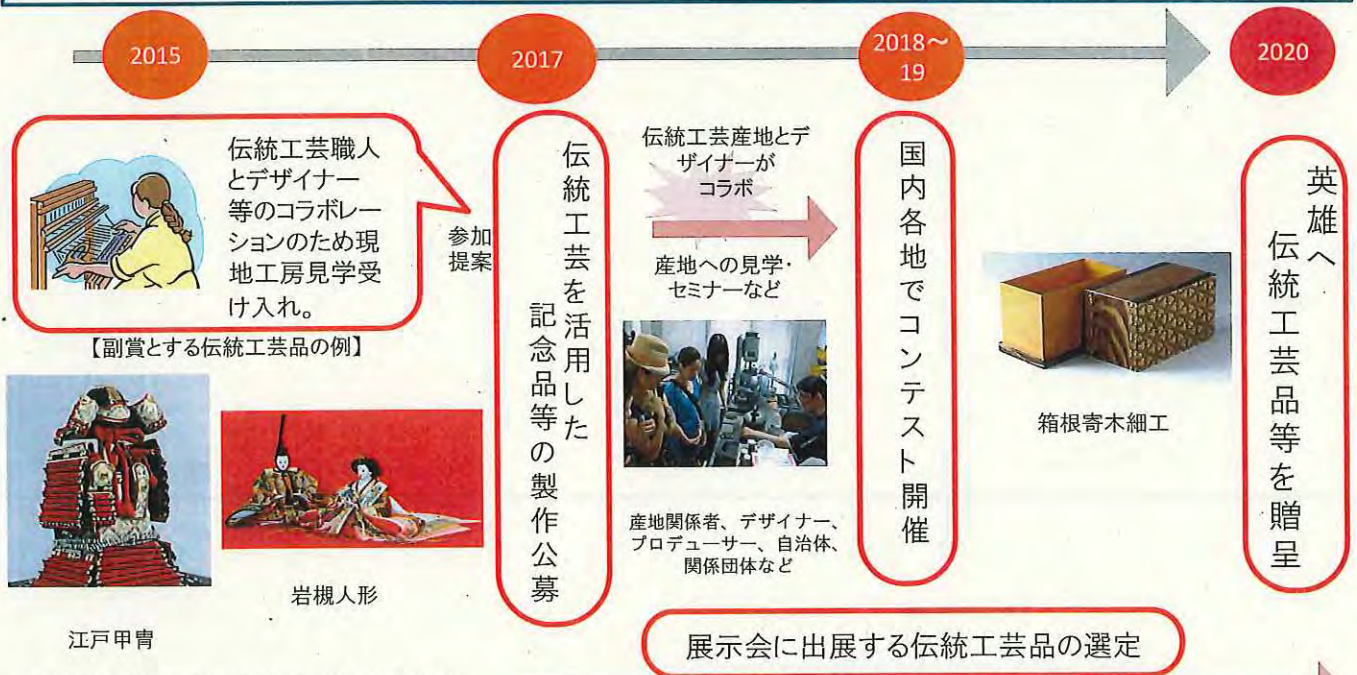 2015
2017
2018～
19
2020
伝統工芸職人
とデザイナー
等のコラボレー
ションのため現
地工房見学受
け入れ。
参加
提案
【副賞とする伝統工芸品の例】
江戸甲冑
岩槻人形
伝統工芸を活用した
記念品等の製作公募
伝統工芸産地とデ
ザイナーが
コラボ
産地への見学・
セミナーなど
産地関係者、デザイナー、
プロデューサー、自治体、
関係団体など
国内各地でコンテスト開催
箱根寄木細工
英雄へ
伝統工芸品等を贈呈
展示会に出展する伝統工芸品の選定